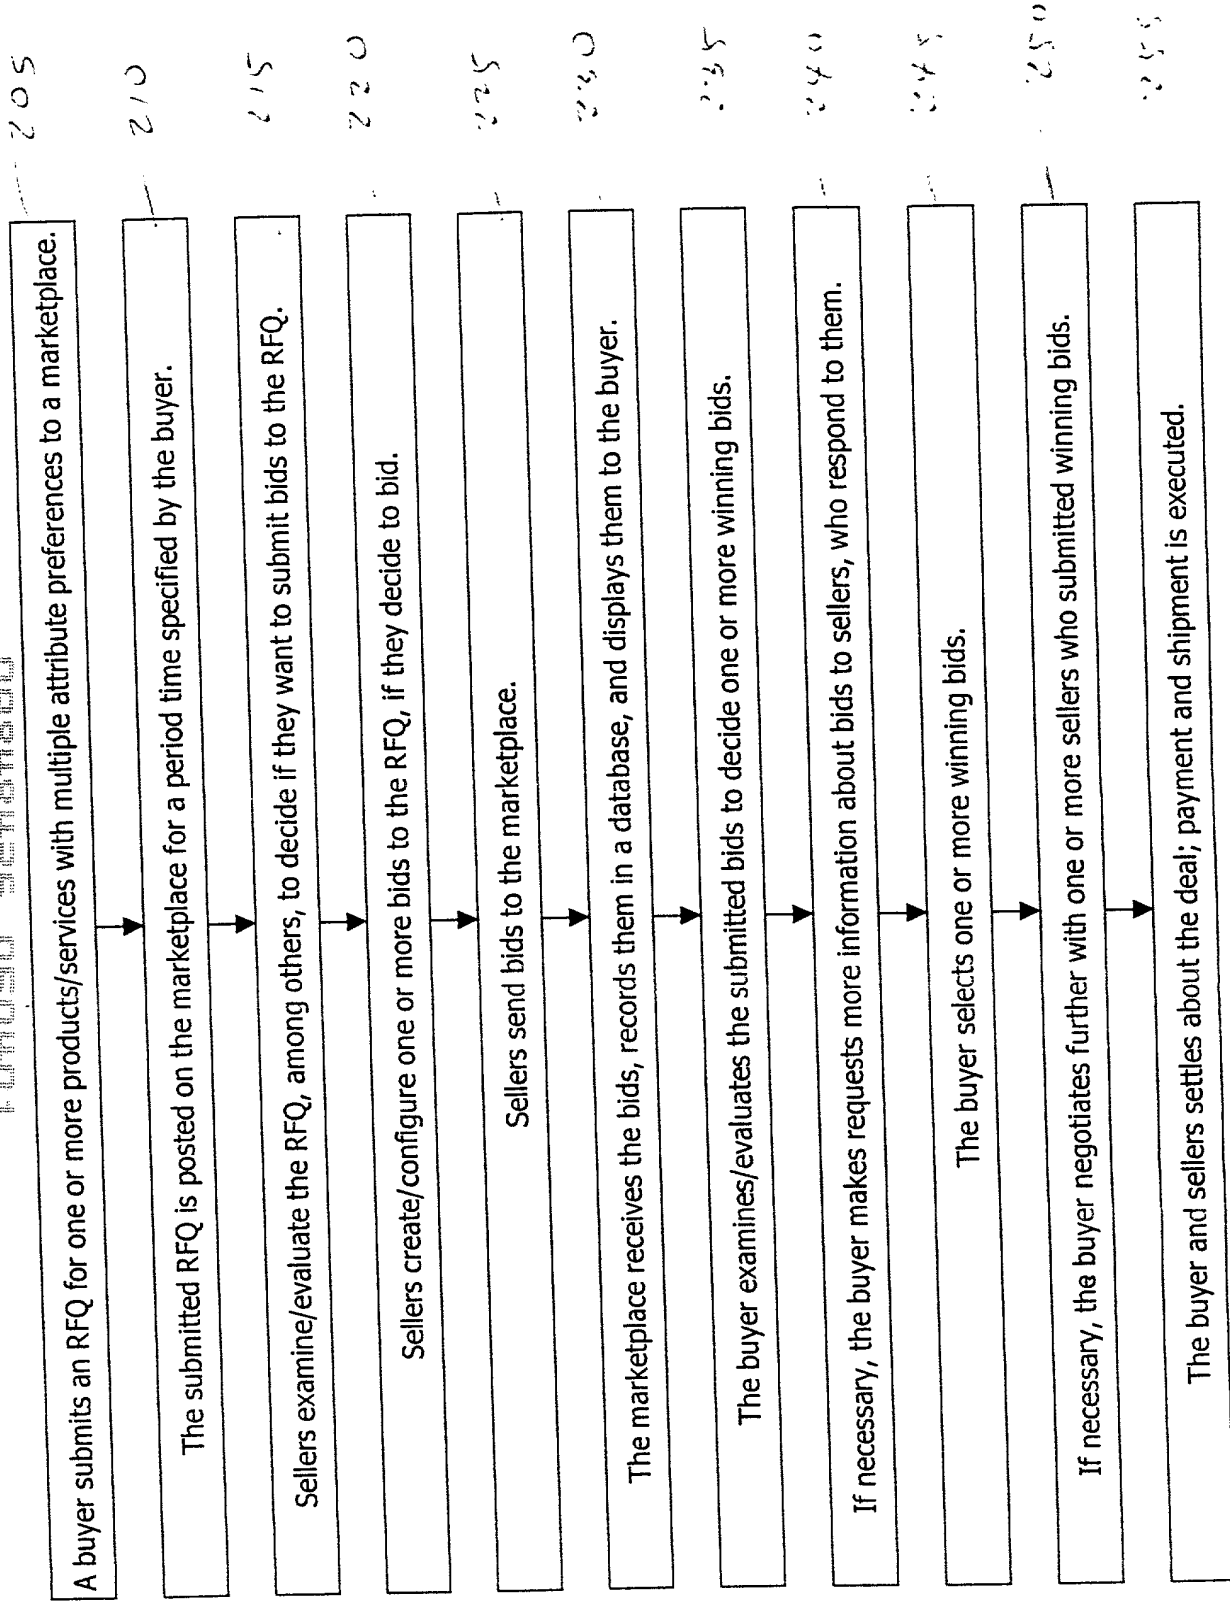 A buyer submits an RFQ for one or more products/services with multiple attribute preferences to a marketplace.
205
The submitted RFQ is posted on the marketplace for a period time specified by the buyer.
210
Sellers examine/evaluate the RFQ, among others, to decide if they want to submit bids to the RFQ.
215
Sellers create/configure one or more bids to the RFQ, if they decide to bid.
220
Sellers send bids to the marketplace.
225
The marketplace receives the bids, records them in a database, and displays them to the buyer.
230
The buyer examines/evaluates the submitted bids to decide one or more winning bids.
235
If necessary, the buyer makes requests more information about bids to sellers, who respond to them.
240
The buyer selects one or more winning bids.
245
If necessary, the buyer negotiates further with one or more sellers who submitted winning bids.
250
The buyer and sellers settles about the deal; payment and shipment is executed.
255